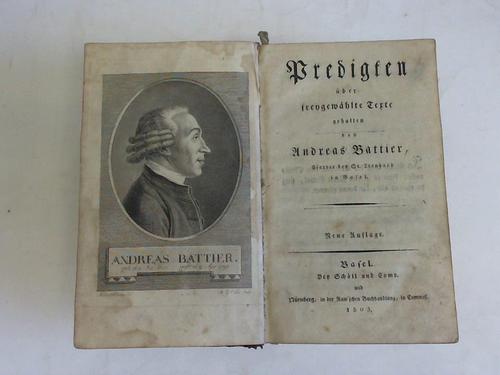 ANDREAS BATTIER.
Predigten
über
freygewählte Texte
gehalten
von
Andreas Battier,
Pfarrer bey St. Leonhard
in Basel.
Neue Auflage.
Basel.
Bey Schöll und Comp.
und
Nürnberg, in der Raw'schen Buchhandlung, in Commiss.
1803.